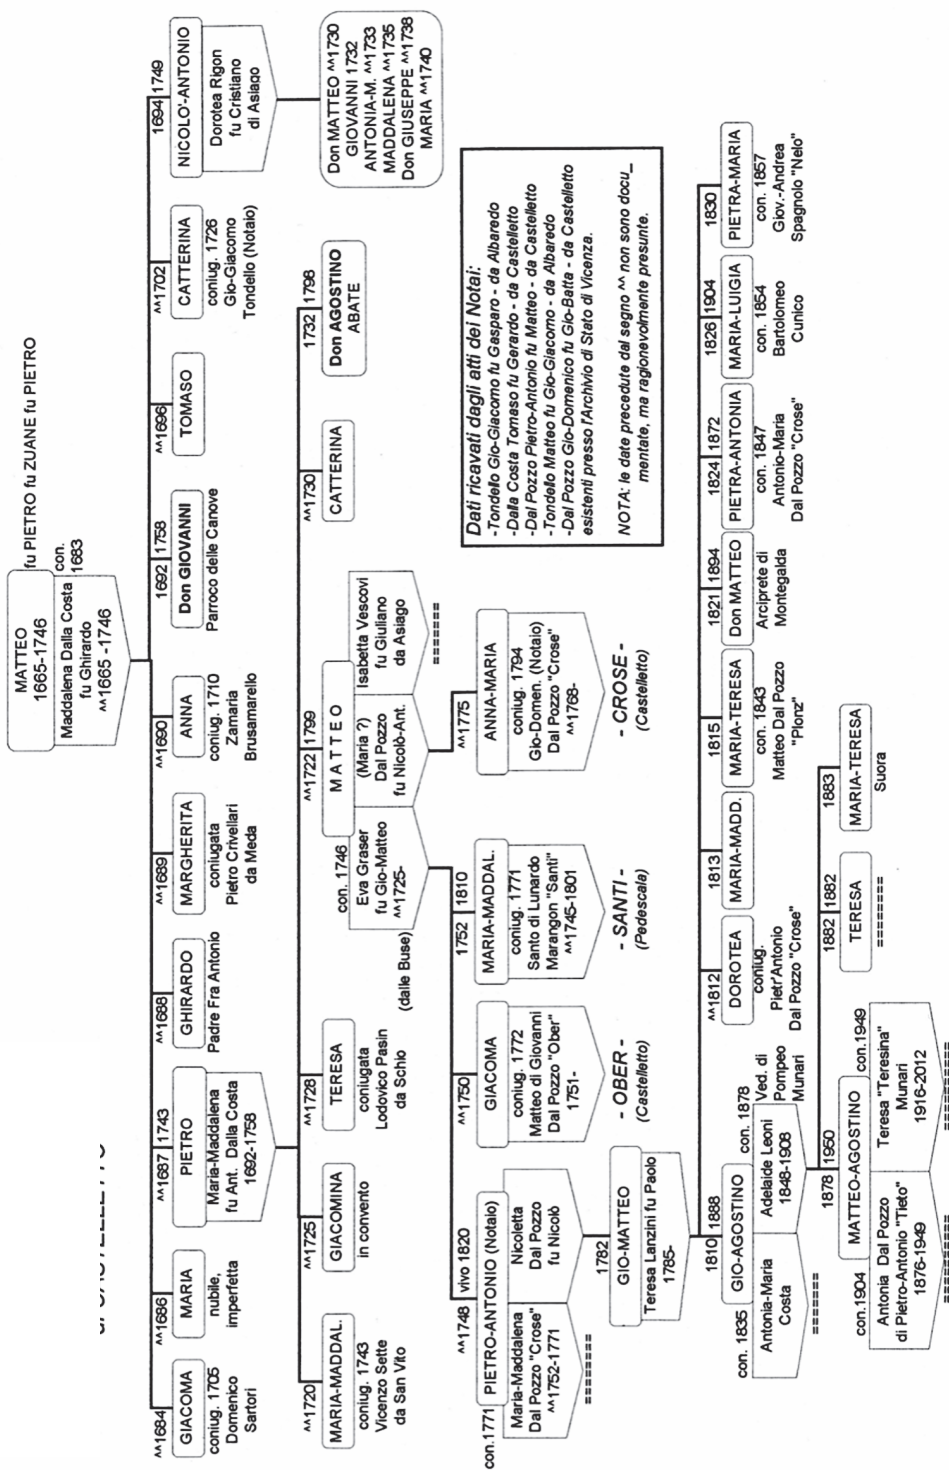 MATTEO
1665-1746
fu PIETRO fu ZUANE fu PIETRO
Maddalena Dalla Costa
fu Ghirardo
^^1665 -1746
con.
1683
^^1684
GIACOMA
coniug. 1705
Domenico
Sartori
^^1686
MARIA
nubile,
imperfetta
^^1687 1743
PIETRO
Maria-Maddalena
fu Ant. Dalla Costa
1692-1758
^^1688
GHIRARDO
Padre Fra Antonio
^^1689
MARGHERITA
coniugata
Pietro Crivellari
da Meda
^^1690
ANNA
coniug. 1710
Zamaria
Brusamarello
1692 1758
Don GIOVANNI
Parroco delle Canove
^^1696
TOMASO
^^1702
CATTERINA
coniug. 1726
Gio-Giacomo
Tondello (Notaio)
1694 1749
NICOLO'-ANTONIO
Dorotea Rigon
fu Cristiano
di Asiago
Don MATTEO ^^1730
GIOVANNI 1732
ANTONIA-M. ^^1733
MADDALENA ^^1735
Don GIUSEPPE ^^1738
MARIA ^^1740
^^1720
MARIA-MADDAL.
coniug. 1743
Vicenzo Sette
da San Vito
^^1725
GIACOMINA
in convento
^^1728
TERESA
coniugata
Lodovico Pasin
da Schio
^^1722 1799
MATTEO
con. 1746
Eva Graser
fu Gio-Matteo
^^1725-
(dalle Buse)
(Maria ?)
Dal Pozzo
fu Nicolò-Ant.
Isabetta Vescovi
fu Giuliano
da Asiago
=======
^^1730
CATTERINA
1732 1798
Don AGOSTINO
ABATE
^^1748 vivo 1820
con.1771 PIETRO-ANTONIO (Notaio)
Maria-Maddalena
Dal Pozzo "Crose"
^^1752-1771
========
Nicoletta
Dal Pozzo
fu Nicolò
^^1750
GIACOMA
coniug. 1772
Matteo di Giovanni
Dal Pozzo "Ober"
1751-
- OBER -
(Castelletto)
1752 1810
MARIA-MADDAL.
coniug. 1771
Santo di Lunardo
Marangon "Santi"
^^1745-1801
- SANTI -
(Pedescala)
^^1775
ANNA-MARIA
coniug. 1794
Gio-Domen. (Notaio)
Dal Pozzo "Crose"
^^1768-
- CROSE -
(Castelletto)
Dati ricavati dagli atti dei Notai:
-Tondello Gio-Giacomo fu Gasparo - da Albaredo
-Dalla Costa Tomaso fu Gerardo - da Castelletto
-Dal Pozzo Pietro-Antonio fu Matteo - da Castelletto
-Tondello Matteo fu Gio-Giacomo - da Albaredo
-Dal Pozzo Gio-Domenico fu Gio-Batta - da Castelletto
esistenti presso l'Archivio di Stato di Vicenza.
NOTA: le date precedute dal segno ^^ non sono docu_
mentate, ma ragionevolmente presunte.
1782
GIO-MATTEO
Teresa Lanzini fu Paolo
1785-
1810 1888
con. 1835 GIO-AGOSTINO con. 1878
Antonia-Maria
Costa
=======
Adelaide Leoni
1848-1908
Ved. di
Pompeo
Munari
^^1812
DOROTEA
coniug.
Pietr'Antonio
Dal Pozzo "Crose"
1813
MARIA-MADD.
1815
MARIA-TERESA
con. 1843
Matteo Dal Pozzo
"Plonz"
1821 1894
Don MATTEO
Arciprete di
Montegalda
1824 1872
PIETRA-ANTONIA
con. 1847
Antonio-Maria
Dal Pozzo "Crose"
1826 1904
MARIA-LUIGIA
con. 1854
Bartolomeo
Cunico
1830
PIETRA-MARIA
con. 1857
Giov.-Andrea
Spagnolo "Nelo"
1878 1950
con.1904 MATTEO-AGOSTINO con.1949
Antonia Dal Pozzo
di Pietro-Antonio "Tieto"
1876-1949
Teresa "Teresina"
Munari
1916-2012
1882 1882
TERESA
========
1883
MARIA-TERESA
Suora